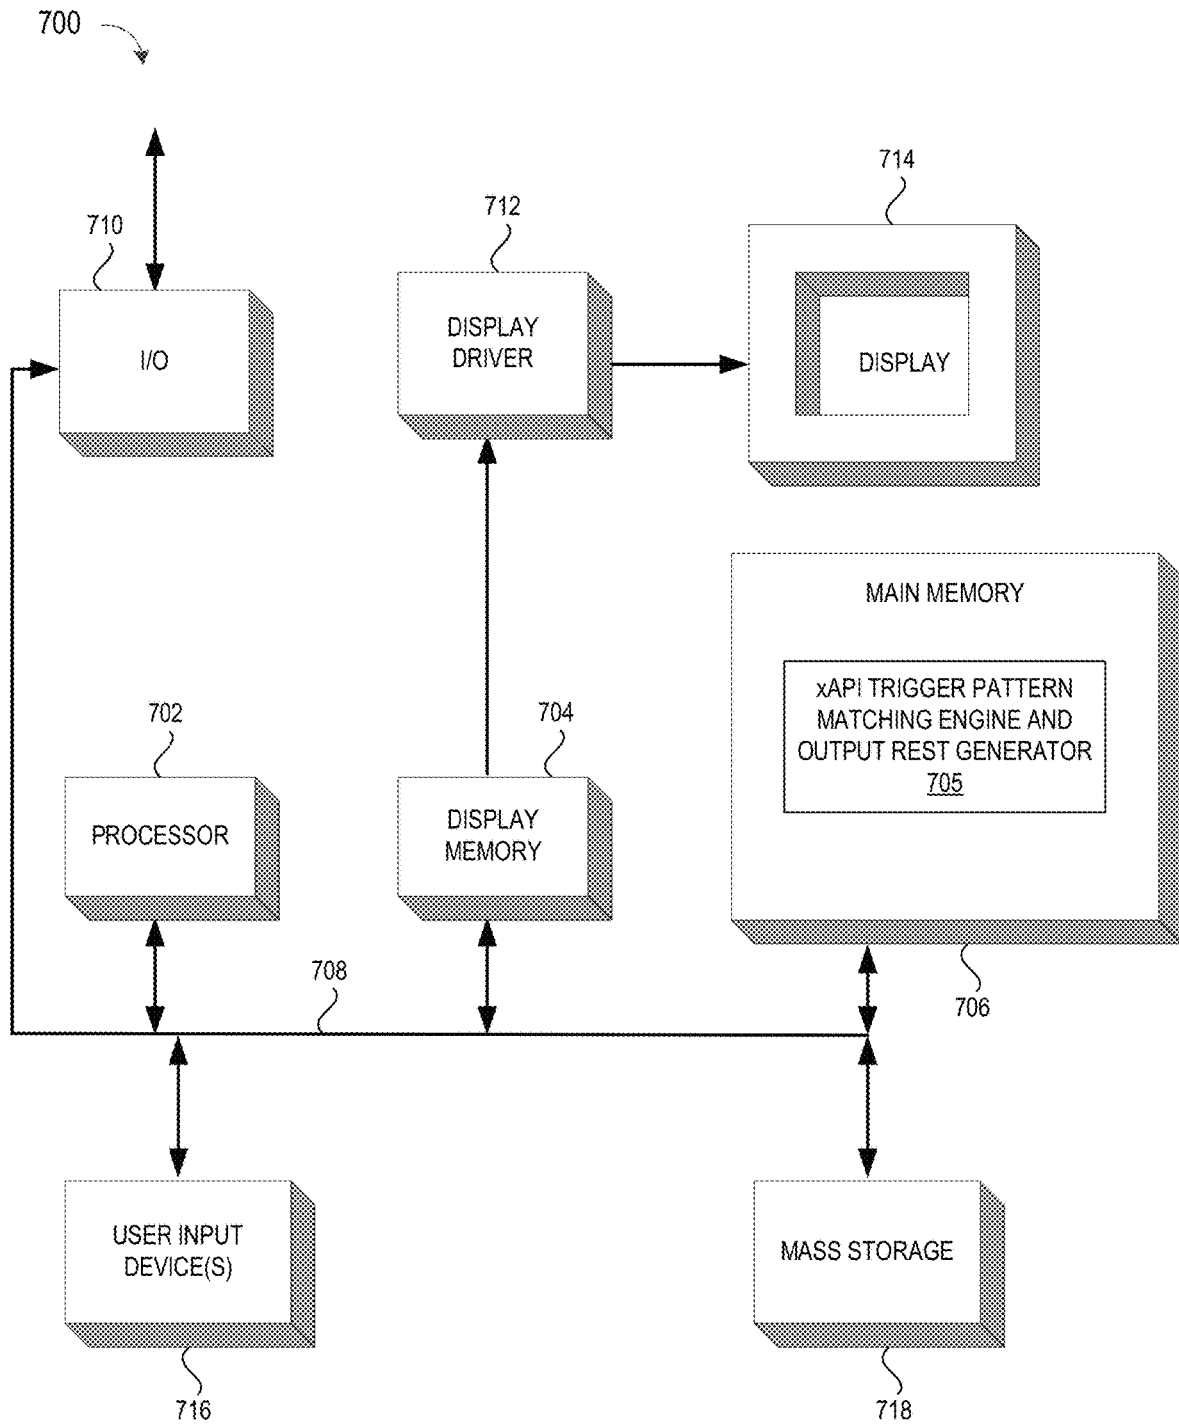 700
714
712
710
DISPLAY
DRIVER
I/O
DISPLAY
MAIN MEMORY
xAPI TRIGGER PATTERN
MATCHING ENGINE AND
OUTPUT REST GENERATOR
705
702
704
PROCESSOR
DISPLAY
MEMORY
708
706
USER INPUT
DEVICE(S)
MASS STORAGE
716
718